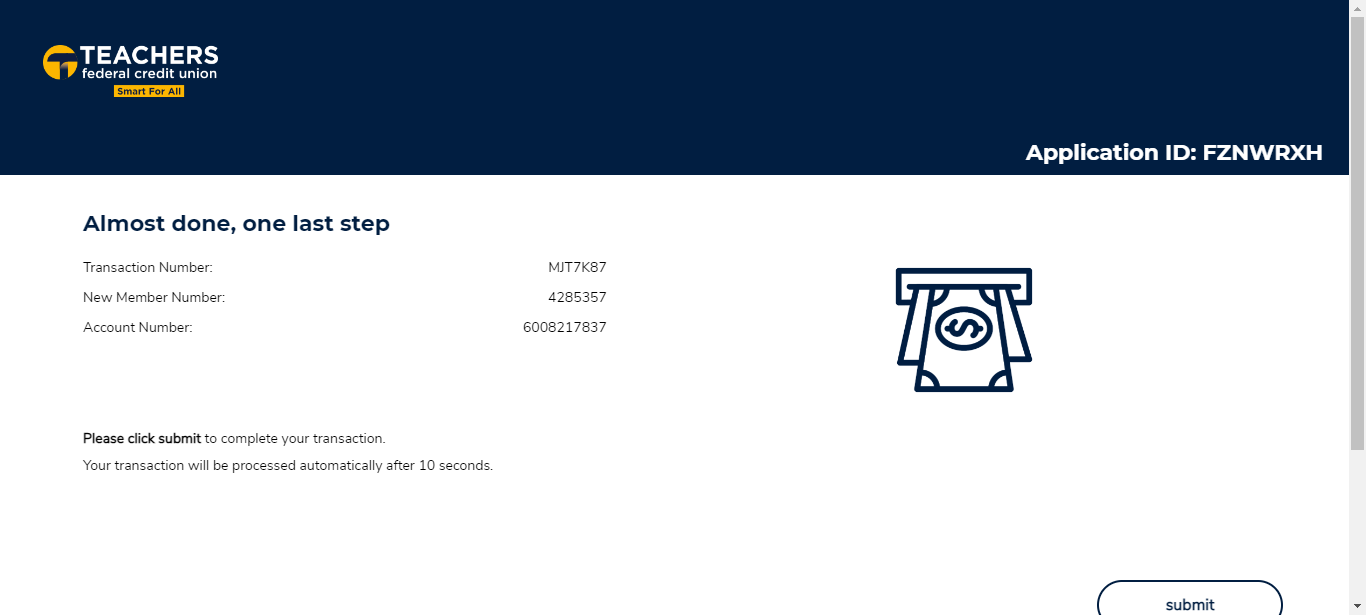 TEACHERS
federal credit union
Smart For All
Application ID: FZNWRXH
Almost done, one last step
Transaction Number: MJT7K87
New Member Number: 4285357
Account Number: 6008217837
Please click submit to complete your transaction.
Your transaction will be processed automatically after 10 seconds.
submit